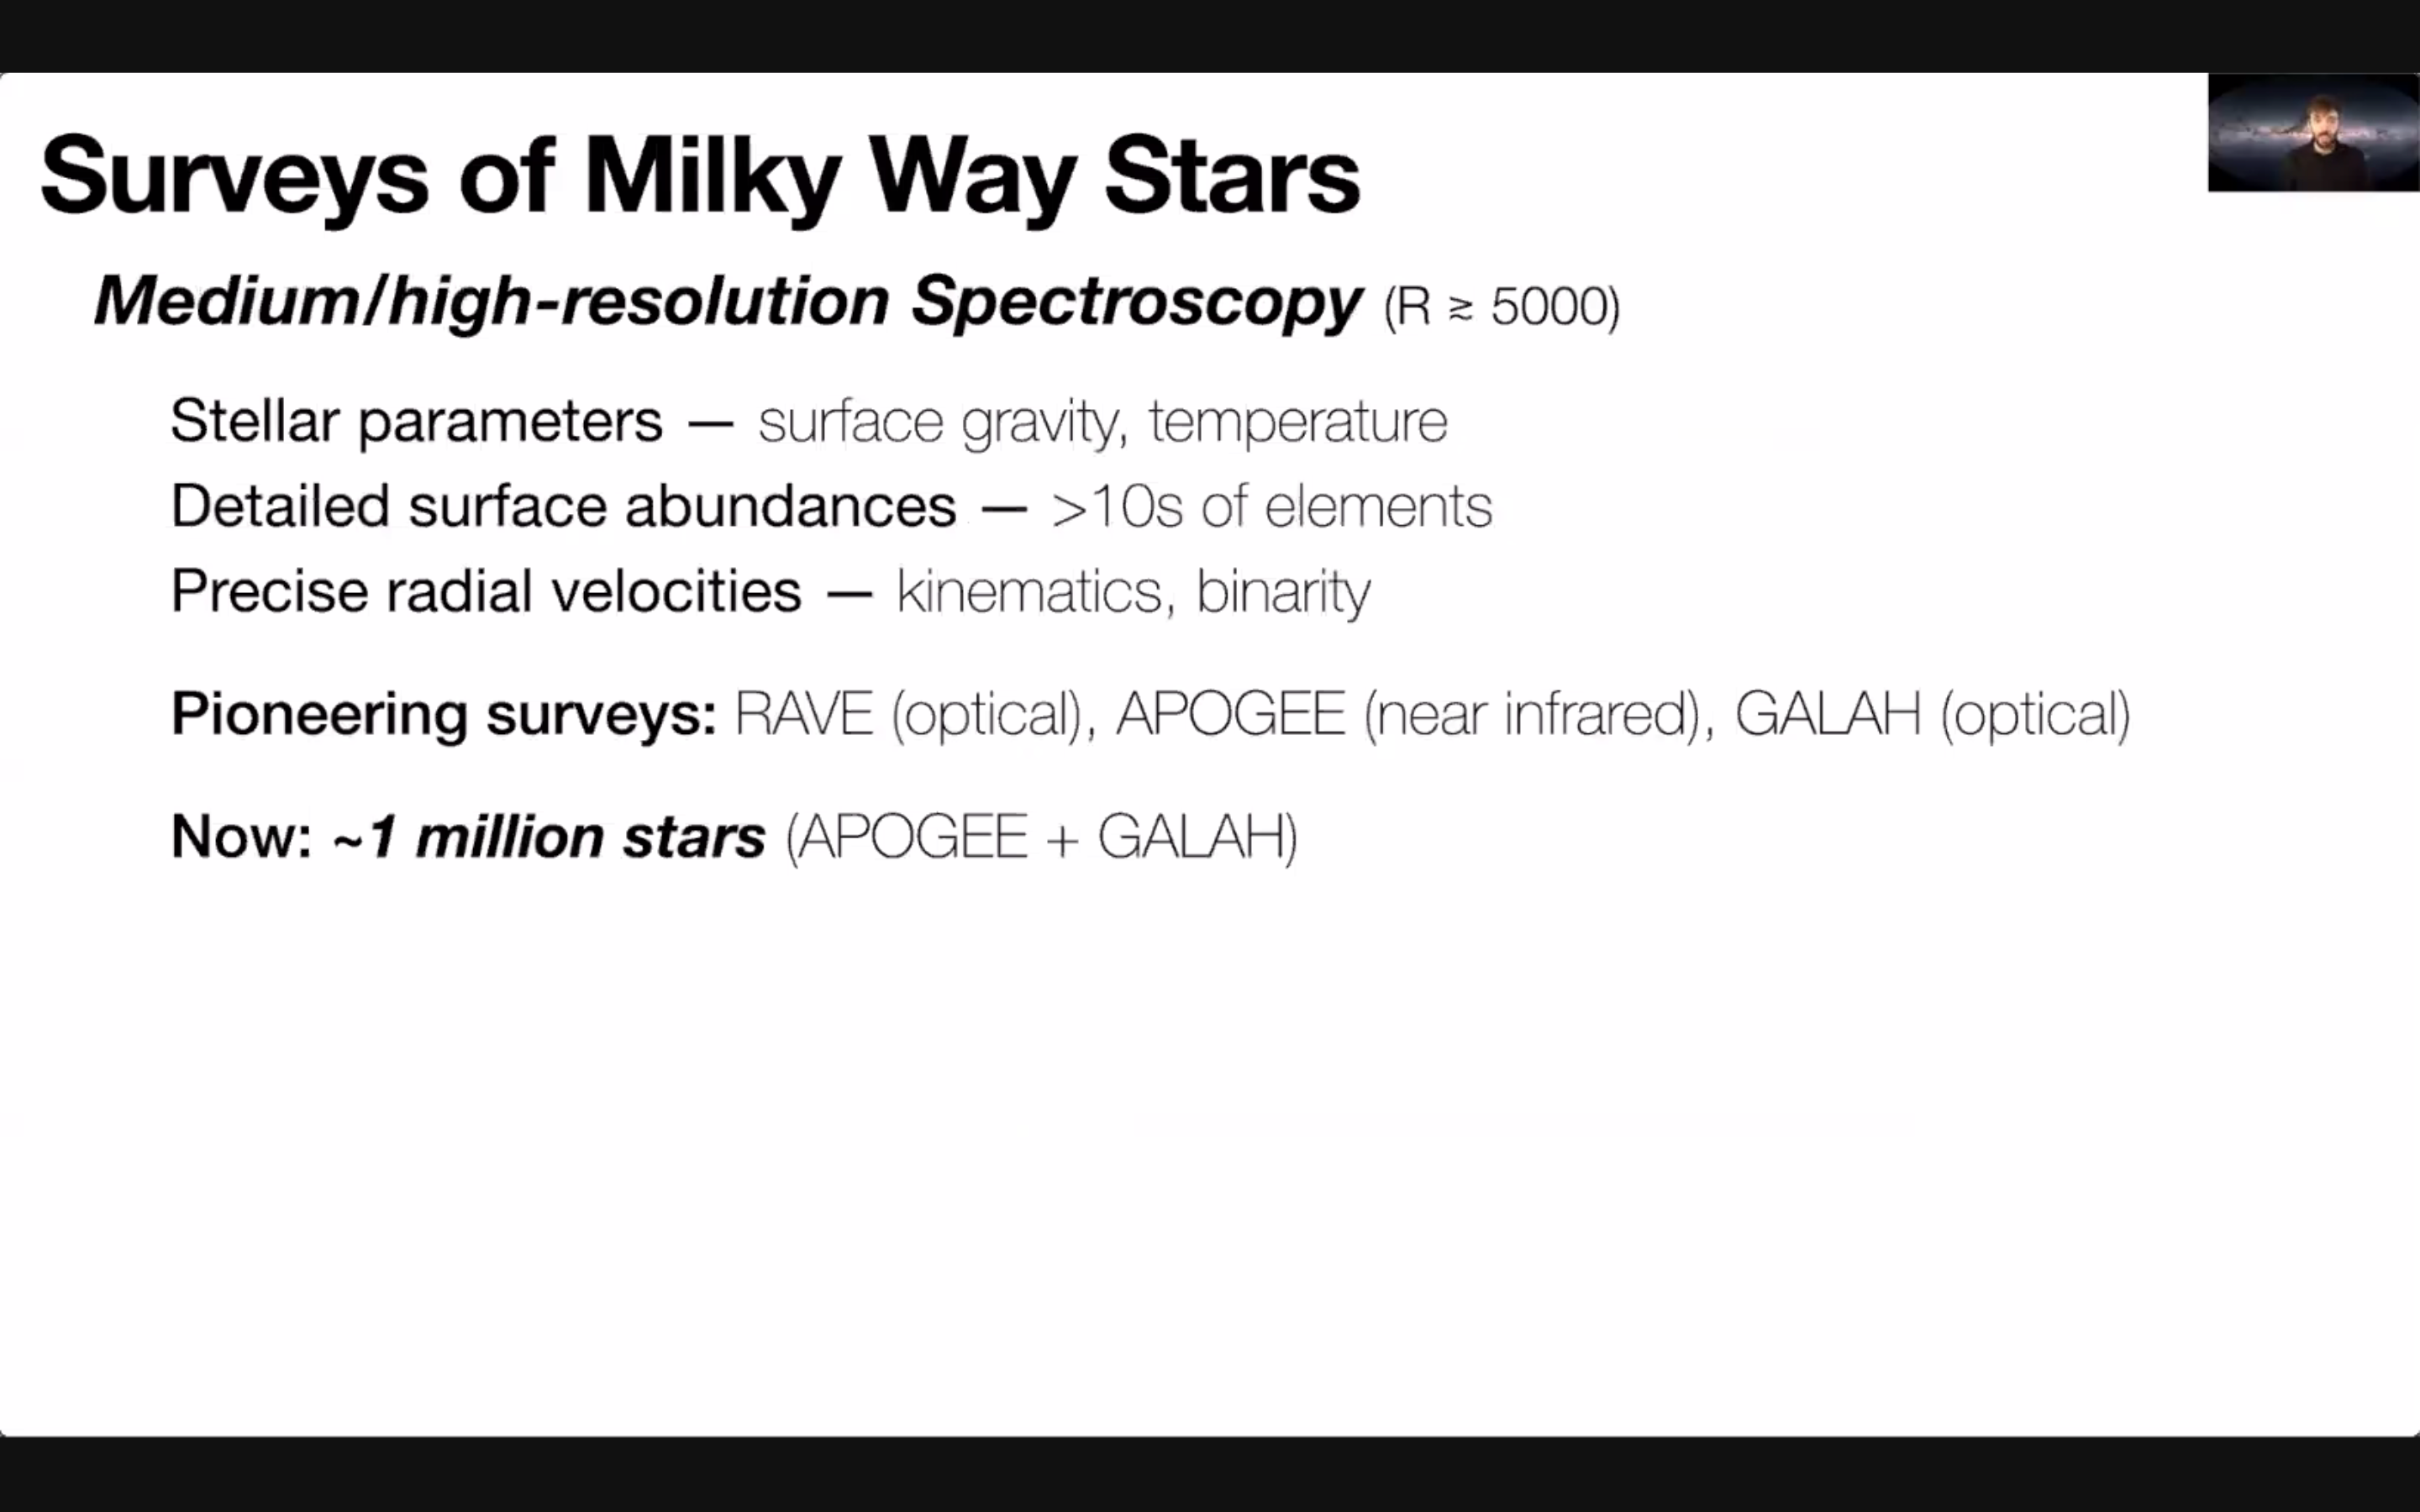 Surveys of Milky Way Stars
Medium/high-resolution Spectroscopy (R ≳ 5000)
Stellar parameters — surface gravity, temperature
Detailed surface abundances — >10s of elements
Precise radial velocities — kinematics, binarity
Pioneering surveys: RAVE (optical), APOGEE (near infrared), GALAH (optical)
Now: ~1 million stars (APOGEE + GALAH)